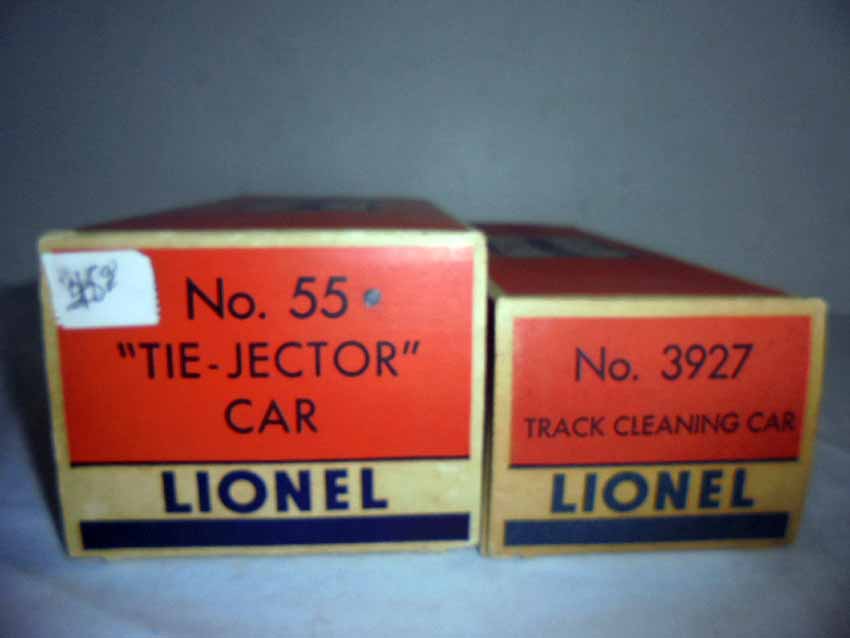 No. 55
"TIE-JECTOR"
CAR
LIONEL
No. 3927
TRACK CLEANING CAR
LIONEL